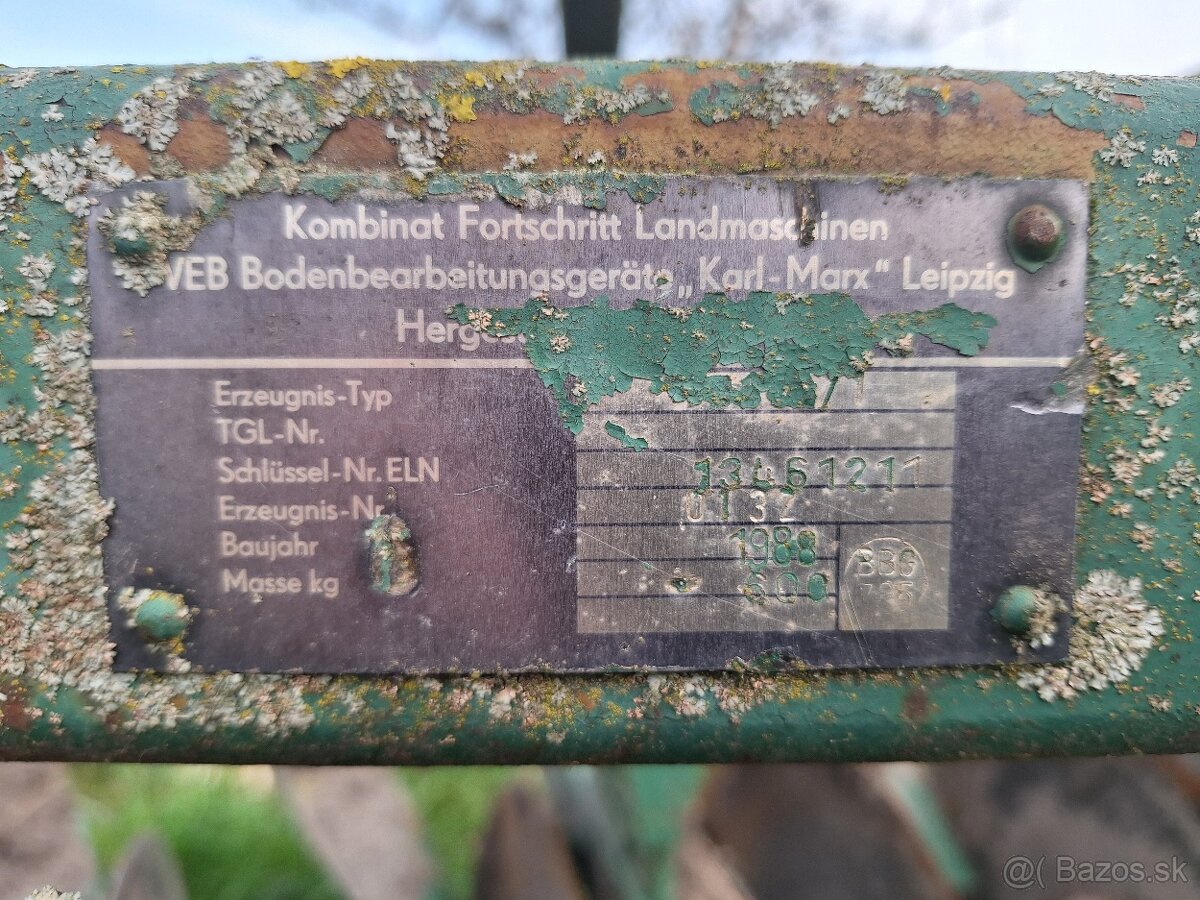 Kombinat Fortschritt Landmaschinen
VEB Bodenbearbeitungsgeräte „Karl-Marx“ Leipzig
Erzeugnis-Typ
TGL-Nr.
Schlüssel-Nr. ELN 13461211
Erzeugnis-Nr. 0132
Baujahr 1988
Masse kg 600
BBG
Bazos.sk